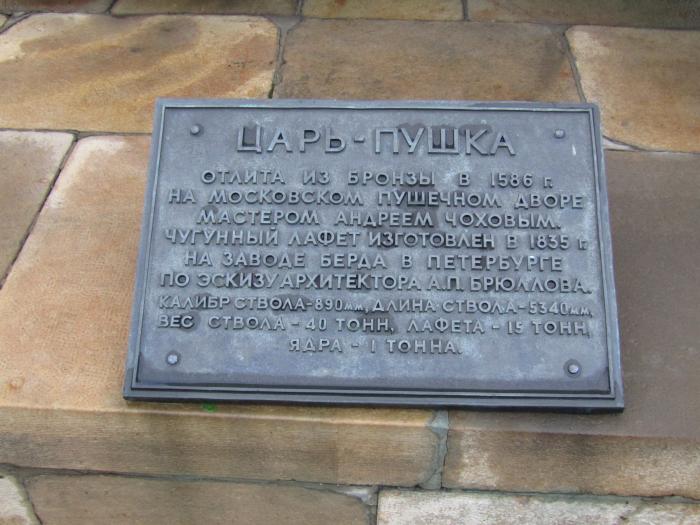 ЦАРЬ-ПУШКА
ОТЛИТА ИЗ БРОНЗЫ В 1586 Г.
НА МОСКОВСКОМ ПУШЕЧНОМ ДВОРЕ
МАСТЕРОМ АНДРЕЕМ ЧОХОВЫМ.
ЧУГУННЫЙ ЛАФЕТ ИЗГОТОВЛЕН В 1835 Г.
НА ЗАВОДЕ БЕРДА В ПЕТЕРБУРГЕ
ПО ЭСКИЗУ АРХИТЕКТОРА А.П. БРЮЛЛОВА.
КАЛИБР СТВОЛА-890ММ, ДЛИНА СТВОЛА-5340ММ,
ВЕС СТВОЛА - 40 ТОНН, ЛАФЕТА - 15 ТОНН,
ЯДРА - 1 ТОННА.